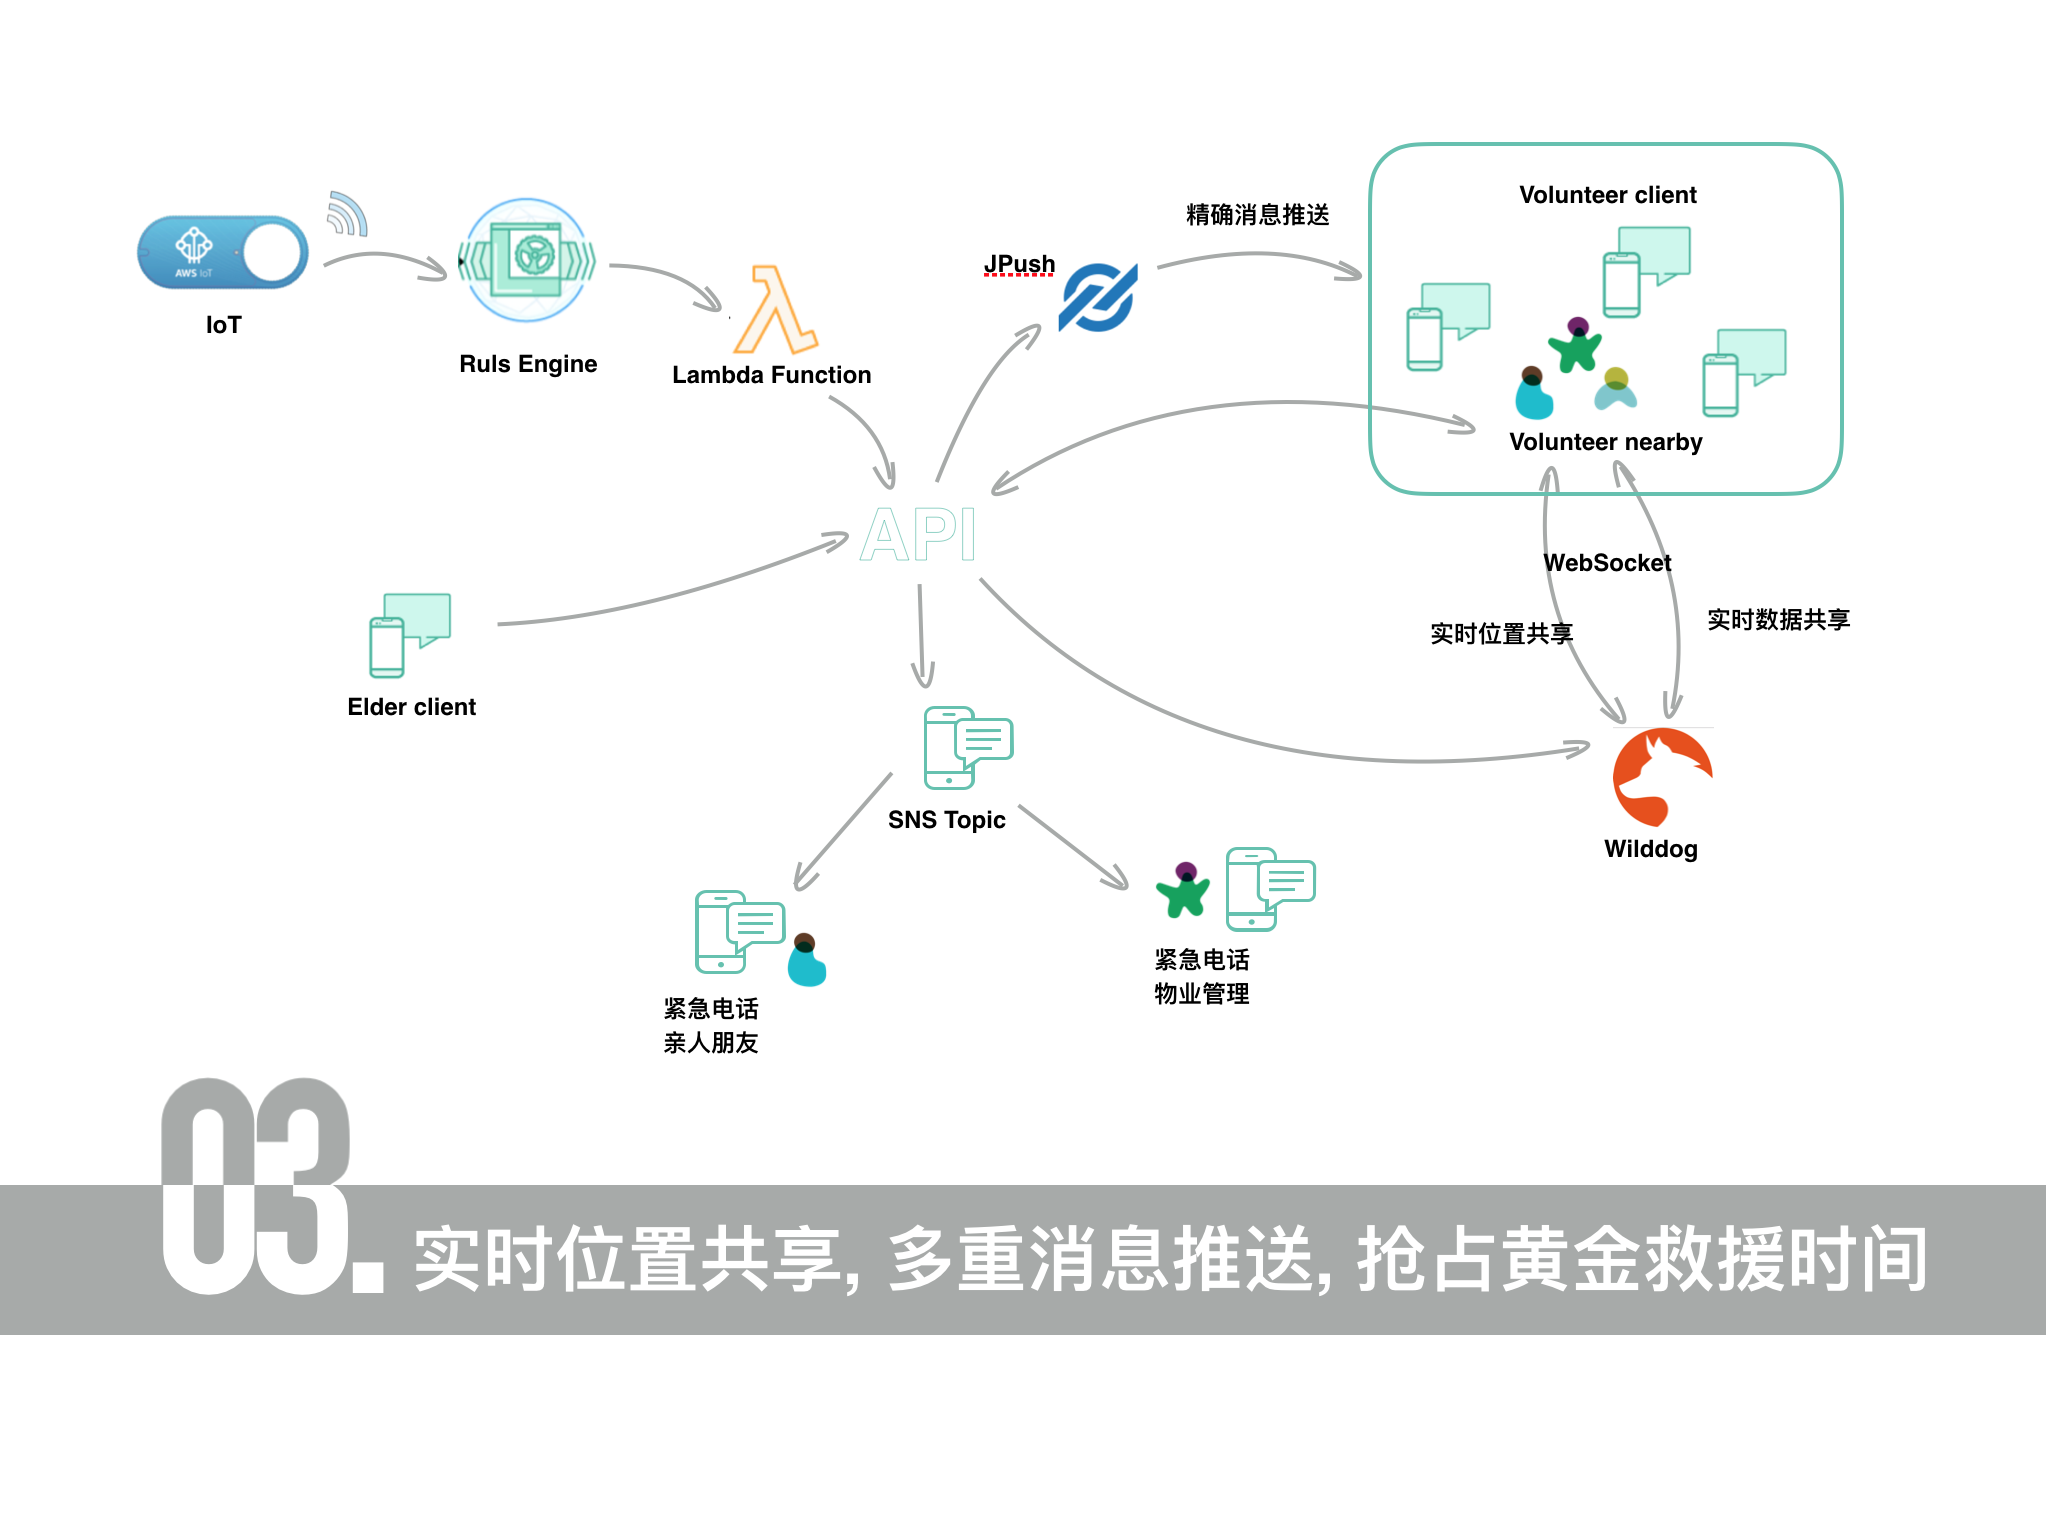 Volunteer client
精确消息推送
JPush
AWS IoT
IoT
Ruls Engine
Lambda Function
Volunteer nearby
API
WebSocket
实时位置共享
实时数据共享
Elder client
SNS Topic
Wilddog
紧急电话
物业管理
紧急电话
亲人朋友
03.
实时位置共享, 多重消息推送, 抢占黄金救援时间